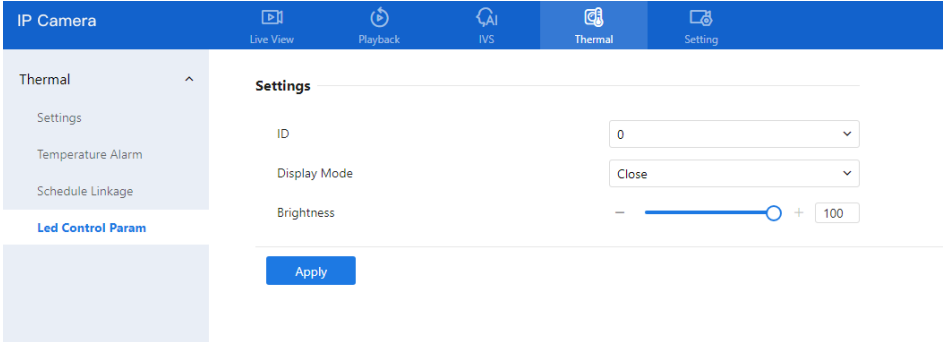 IP Camera
Live View
Playback
AI
IVS
Thermal
Setting
Thermal
Settings
Temperature Alarm
Schedule Linkage
Led Control Param
Settings
ID 0
Display Mode Close
Brightness − + 100
Apply